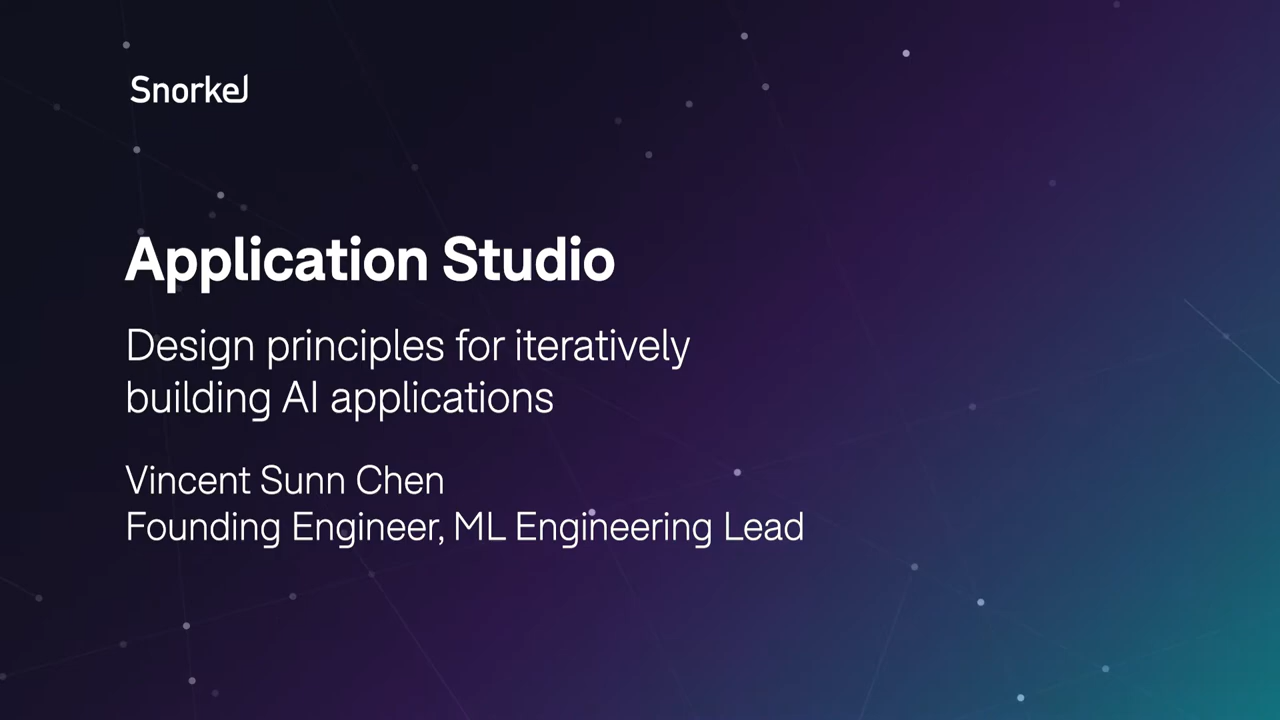 Snorkel
Application Studio
Design principles for iteratively
building AI applications
Vincent Sunn Chen
Founding Engineer, ML Engineering Lead